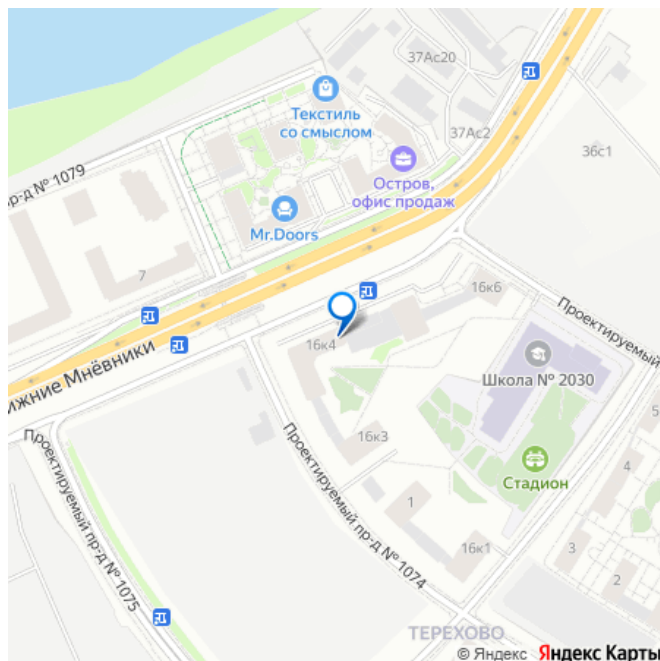 37Ас20
Текстиль
со смыслом
37Ас2
36с1
Остров,
офис продаж
пр-д № 1079
Mr.Doors
7
16к6
Проектируемый
16к4
Школа № 2030
ижние Мнёвники
16к3
Стадион
5
4
Проектируемый пр-д № 1075
Проектируемый пр-д № 1074
1
16к1
3
2
ТЕРЕХОВО
© Яндекс Яндекс Карты